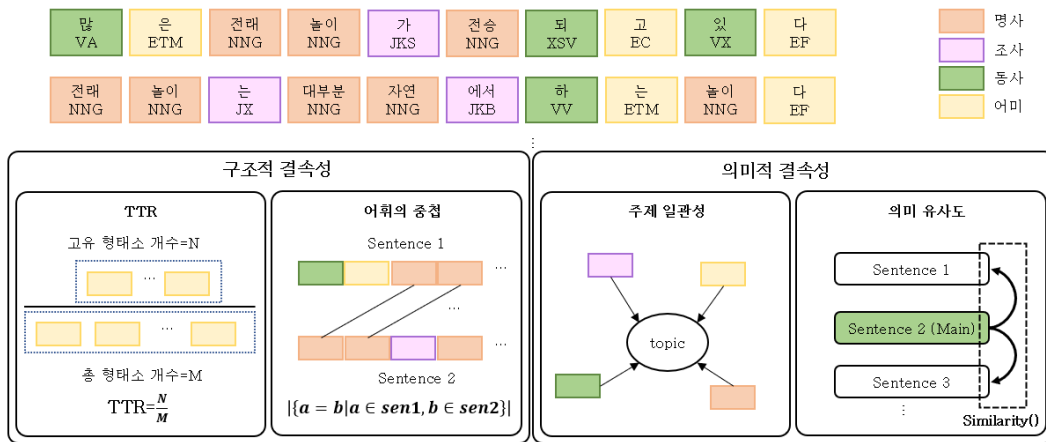 많 은 전래 놀이 가 전승 되 고 있 다
VA ETM NNG NNG JKS NNG XSV EC VX EF
명사
조사
동사
어미
전래 놀이 는 대부분 자연 에서 하 는 놀이 다
NNG NNG JX NNG NNG JKB VV ETM NNG EF
⋮
구조적 결속성
의미적 결속성
TTR
고유 형태소 개수=N
...
...
총 형태소 개수=M
TTR=N/M
어휘의 중첩
Sentence 1
...
...
...
Sentence 2
|{a = b|a ∈ sen1, b ∈ sen2}|
주제 일관성
topic
의미 유사도
Sentence 1
Sentence 2 (Main)
Sentence 3
⋮
Similarity()